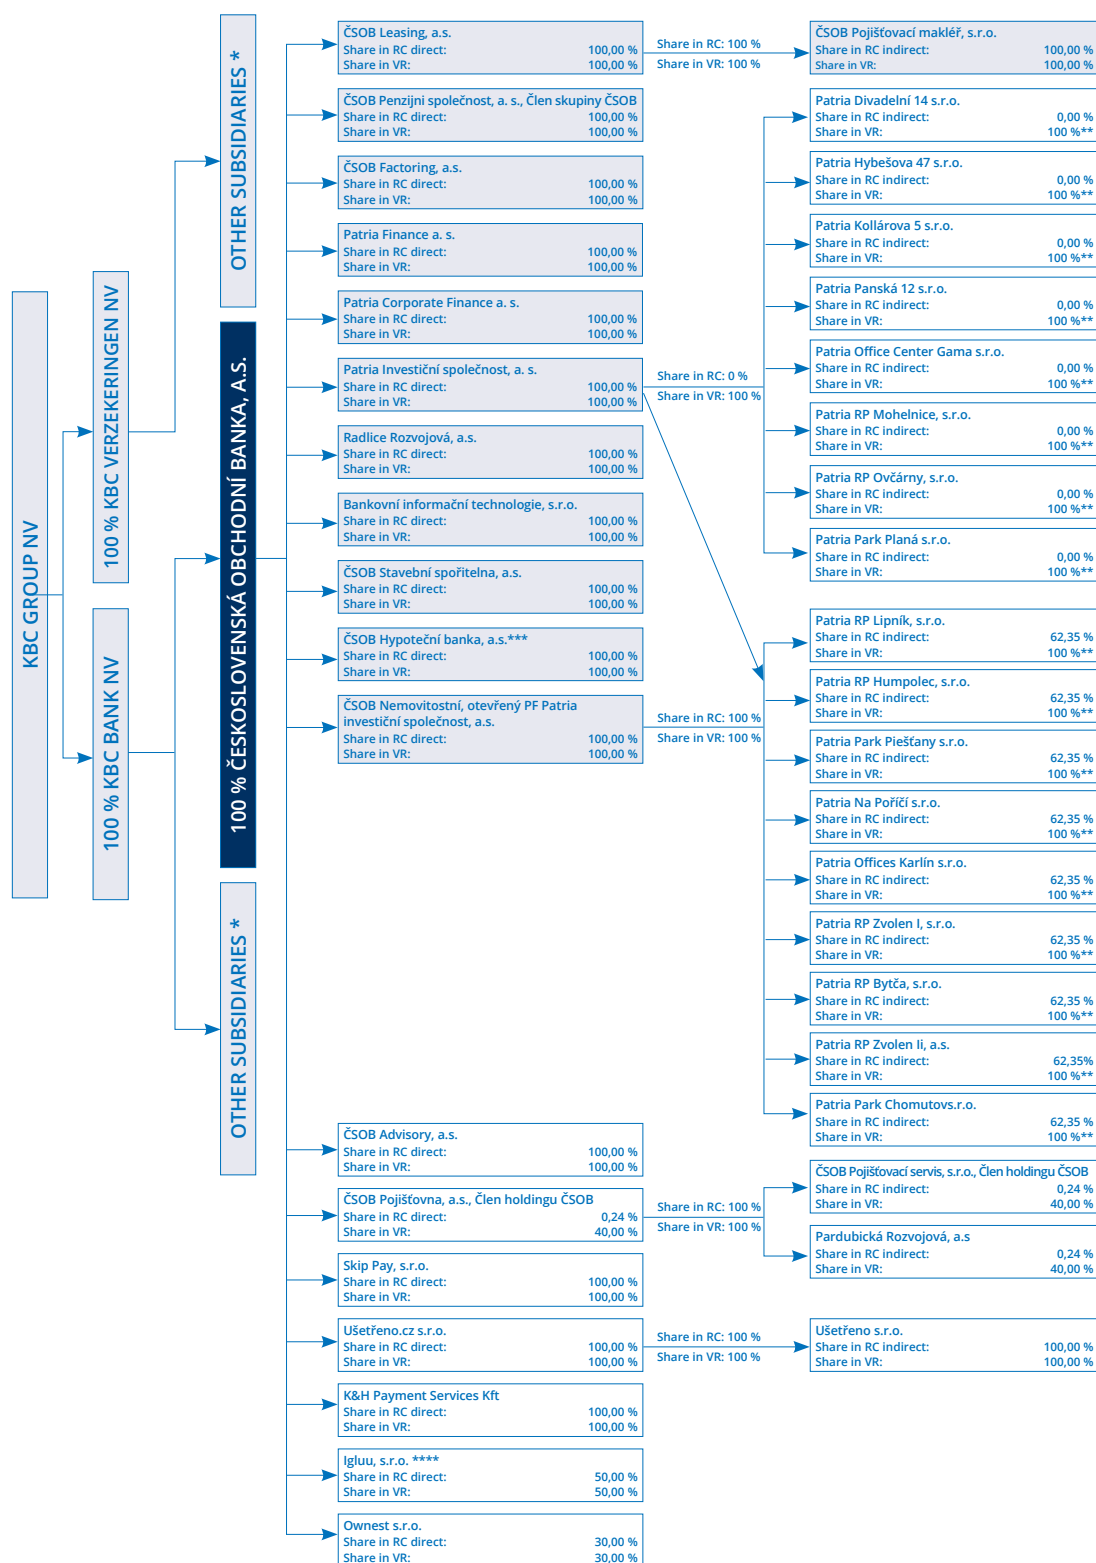 KBC GROUP NV
100 % KBC VERZEKERINGEN NV
100 % KBC BANK NV
OTHER SUBSIDIARIES *
100 % ČESKOSLOVENSKÁ OBCHODNÍ BANKA, A.S.
OTHER SUBSIDIARIES *
ČSOB Leasing, a.s.
Share in RC direct: 100,00 %
Share in VR: 100,00 %
Share in RC: 100 %
Share in VR: 100 %
ČSOB Pojišťovací makléř, s.r.o.
Share in RC indirect: 100,00 %
Share in VR: 100,00 %
ČSOB Penzijni společnost, a. s., Člen skupiny ČSOB
Share in RC direct: 100,00 %
Share in VR: 100,00 %
ČSOB Factoring, a.s.
Share in RC direct: 100,00 %
Share in VR: 100,00 %
Patria Finance a. s.
Share in RC direct: 100,00 %
Share in VR: 100,00 %
Patria Corporate Finance a. s.
Share in RC direct: 100,00 %
Share in VR: 100,00 %
Patria Investiční společnost, a. s.
Share in RC direct: 100,00 %
Share in VR: 100,00 %
Share in RC: 0 %
Share in VR: 100 %
Patria Divadelní 14 s.r.o.
Share in RC indirect: 0,00 %
Share in VR: 100 %**
Patria Hybešova 47 s.r.o.
Share in RC indirect: 0,00 %
Share in VR: 100 %**
Patria Kollárova 5 s.r.o.
Share in RC indirect: 0,00 %
Share in VR: 100 %**
Patria Panská 12 s.r.o.
Share in RC indirect: 0,00 %
Share in VR: 100 %**
Patria Office Center Gama s.r.o.
Share in RC indirect: 0,00 %
Share in VR: 100 %**
Patria RP Mohelnice, s.r.o.
Share in RC indirect: 0,00 %
Share in VR: 100 %**
Patria RP Ovčárny, s.r.o.
Share in RC indirect: 0,00 %
Share in VR: 100 %**
Patria Park Planá s.r.o.
Share in RC indirect: 0,00 %
Share in VR: 100 %**
Radlice Rozvojová, a.s.
Share in RC direct: 100,00 %
Share in VR: 100,00 %
Bankovní informační technologie, s.r.o.
Share in RC direct: 100,00 %
Share in VR: 100,00 %
ČSOB Stavební spořitelna, a.s.
Share in RC direct: 100,00 %
Share in VR: 100,00 %
ČSOB Hypoteční banka, a.s.***
Share in RC direct: 100,00 %
Share in VR: 100,00 %
ČSOB Nemovitostní, otevřený PF Patria
investiční společnost, a.s.
Share in RC direct: 100,00 %
Share in VR: 100,00 %
Share in RC: 100 %
Share in VR: 100 %
Patria RP Lipník, s.r.o.
Share in RC indirect: 62,35 %
Share in VR: 100 %**
Patria RP Humpolec, s.r.o.
Share in RC indirect: 62,35 %
Share in VR: 100 %**
Patria Park Piešťany s.r.o.
Share in RC indirect: 62,35 %
Share in VR: 100 %**
Patria Na Poříčí s.r.o.
Share in RC indirect: 62,35 %
Share in VR: 100 %**
Patria Offices Karlín s.r.o.
Share in RC indirect: 62,35 %
Share in VR: 100 %**
Patria RP Zvolen I, s.r.o.
Share in RC indirect: 62,35 %
Share in VR: 100 %**
Patria RP Bytča, s.r.o.
Share in RC indirect: 62,35 %
Share in VR: 100 %**
Patria RP Zvolen Ii, a.s.
Share in RC indirect: 62,35%
Share in VR: 100 %**
Patria Park Chomutovs.r.o.
Share in RC indirect: 62,35 %
Share in VR: 100 %**
ČSOB Advisory, a.s.
Share in RC direct: 100,00 %
Share in VR: 100,00 %
ČSOB Pojišťovna, a.s., Člen holdingu ČSOB
Share in RC direct: 0,24 %
Share in VR: 40,00 %
Share in RC: 100 %
Share in VR: 100 %
ČSOB Pojišťovací servis, s.r.o., Člen holdingu ČSOB
Share in RC indirect: 0,24 %
Share in VR: 40,00 %
Pardubická Rozvojová, a.s
Share in RC indirect: 0,24 %
Share in VR: 40,00 %
Skip Pay, s.r.o.
Share in RC direct: 100,00 %
Share in VR: 100,00 %
Ušetřeno.cz s.r.o.
Share in RC direct: 100,00 %
Share in VR: 100,00 %
Share in RC: 100 %
Share in VR: 100 %
Ušetřeno s.r.o.
Share in RC indirect: 100,00 %
Share in VR: 100,00 %
K&H Payment Services Kft
Share in RC direct: 100,00 %
Share in VR: 100,00 %
Igluu, s.r.o. ****
Share in RC direct: 50,00 %
Share in VR: 50,00 %
Ownest s.r.o.
Share in RC direct: 30,00 %
Share in VR: 30,00 %